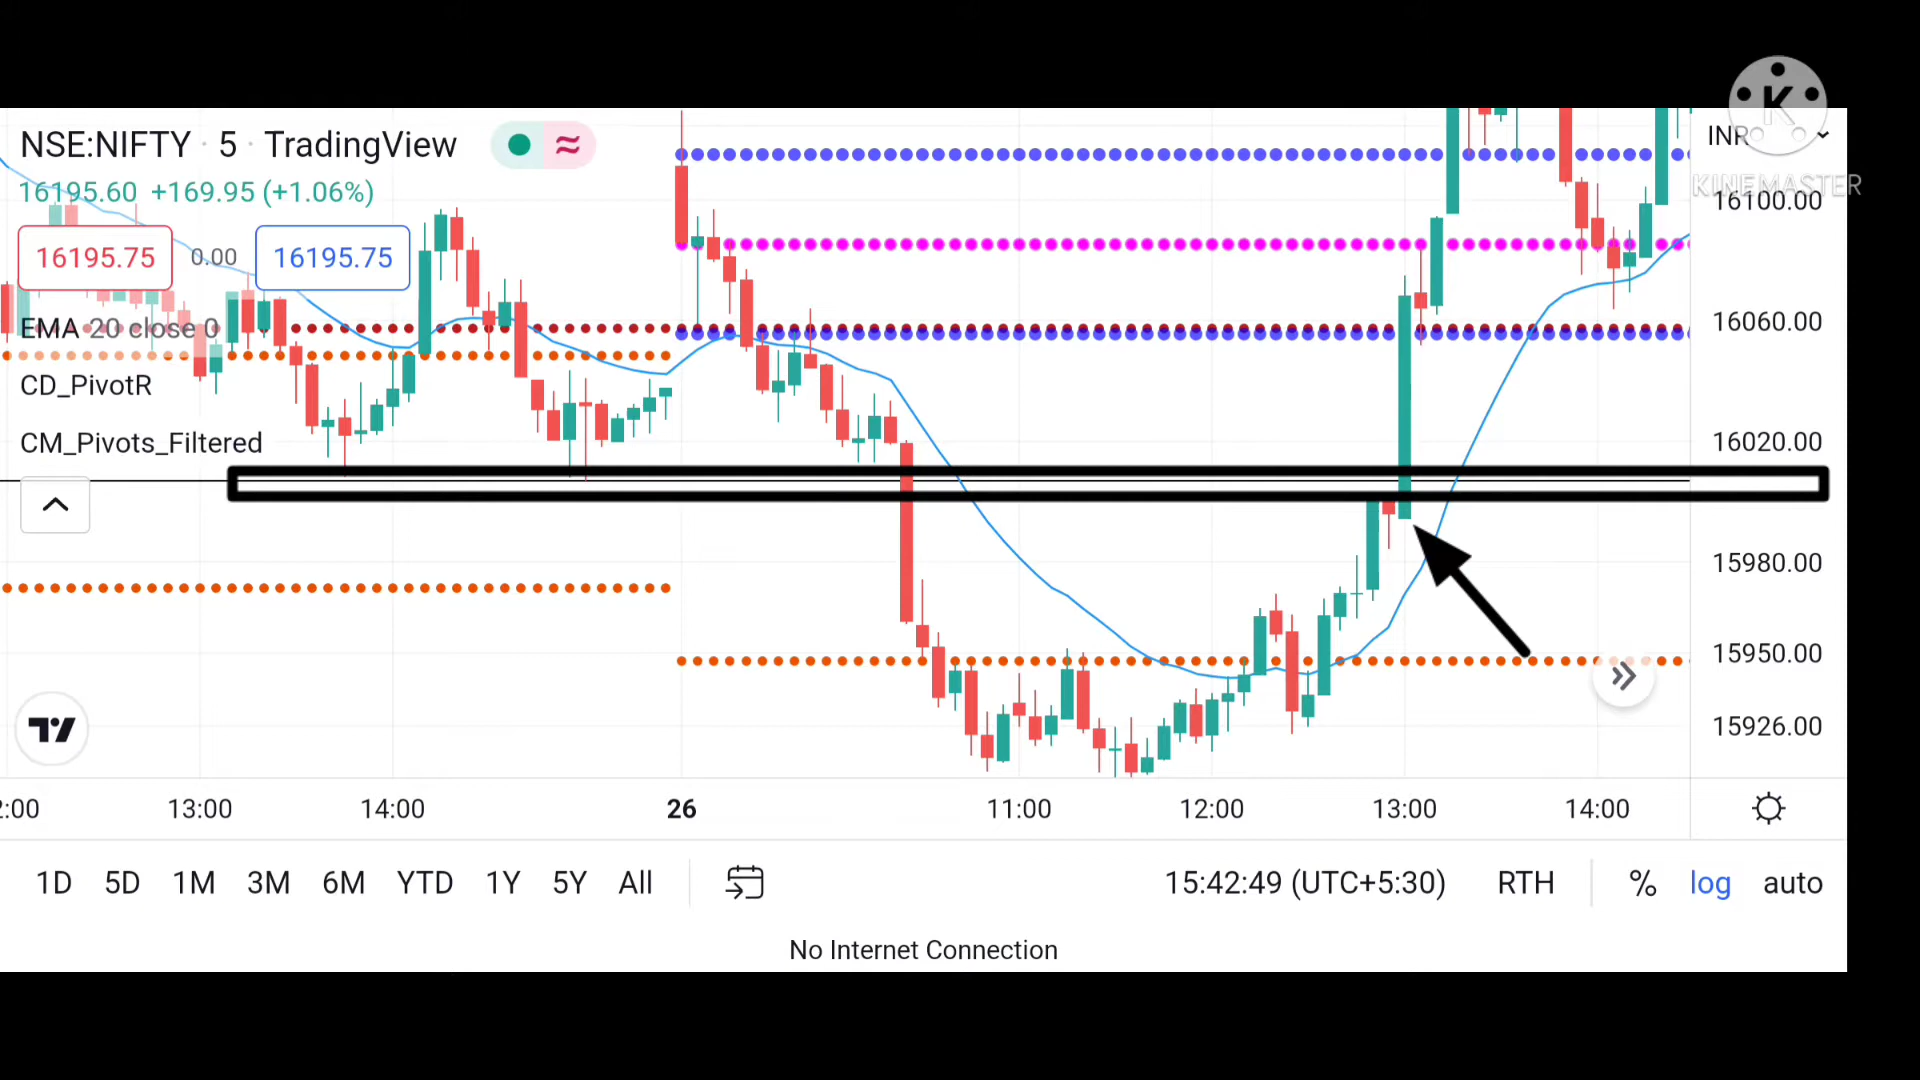 NSE:NIFTY · 5 · TradingView
16195.60 +169.95 (+1.06%)
16195.75 0.00 16195.75
EMA 20 close 0
CD_PivotR
CM_Pivots_Filtered
INR
K
KINEMASTER
16100.00
16060.00
16020.00
15980.00
15950.00
15926.00
2:00 13:00 14:00 26 11:00 12:00 13:00 14:00
1D 5D 1M 3M 6M YTD 1Y 5Y All 15:42:49 (UTC+5:30) RTH % log auto
No Internet Connection